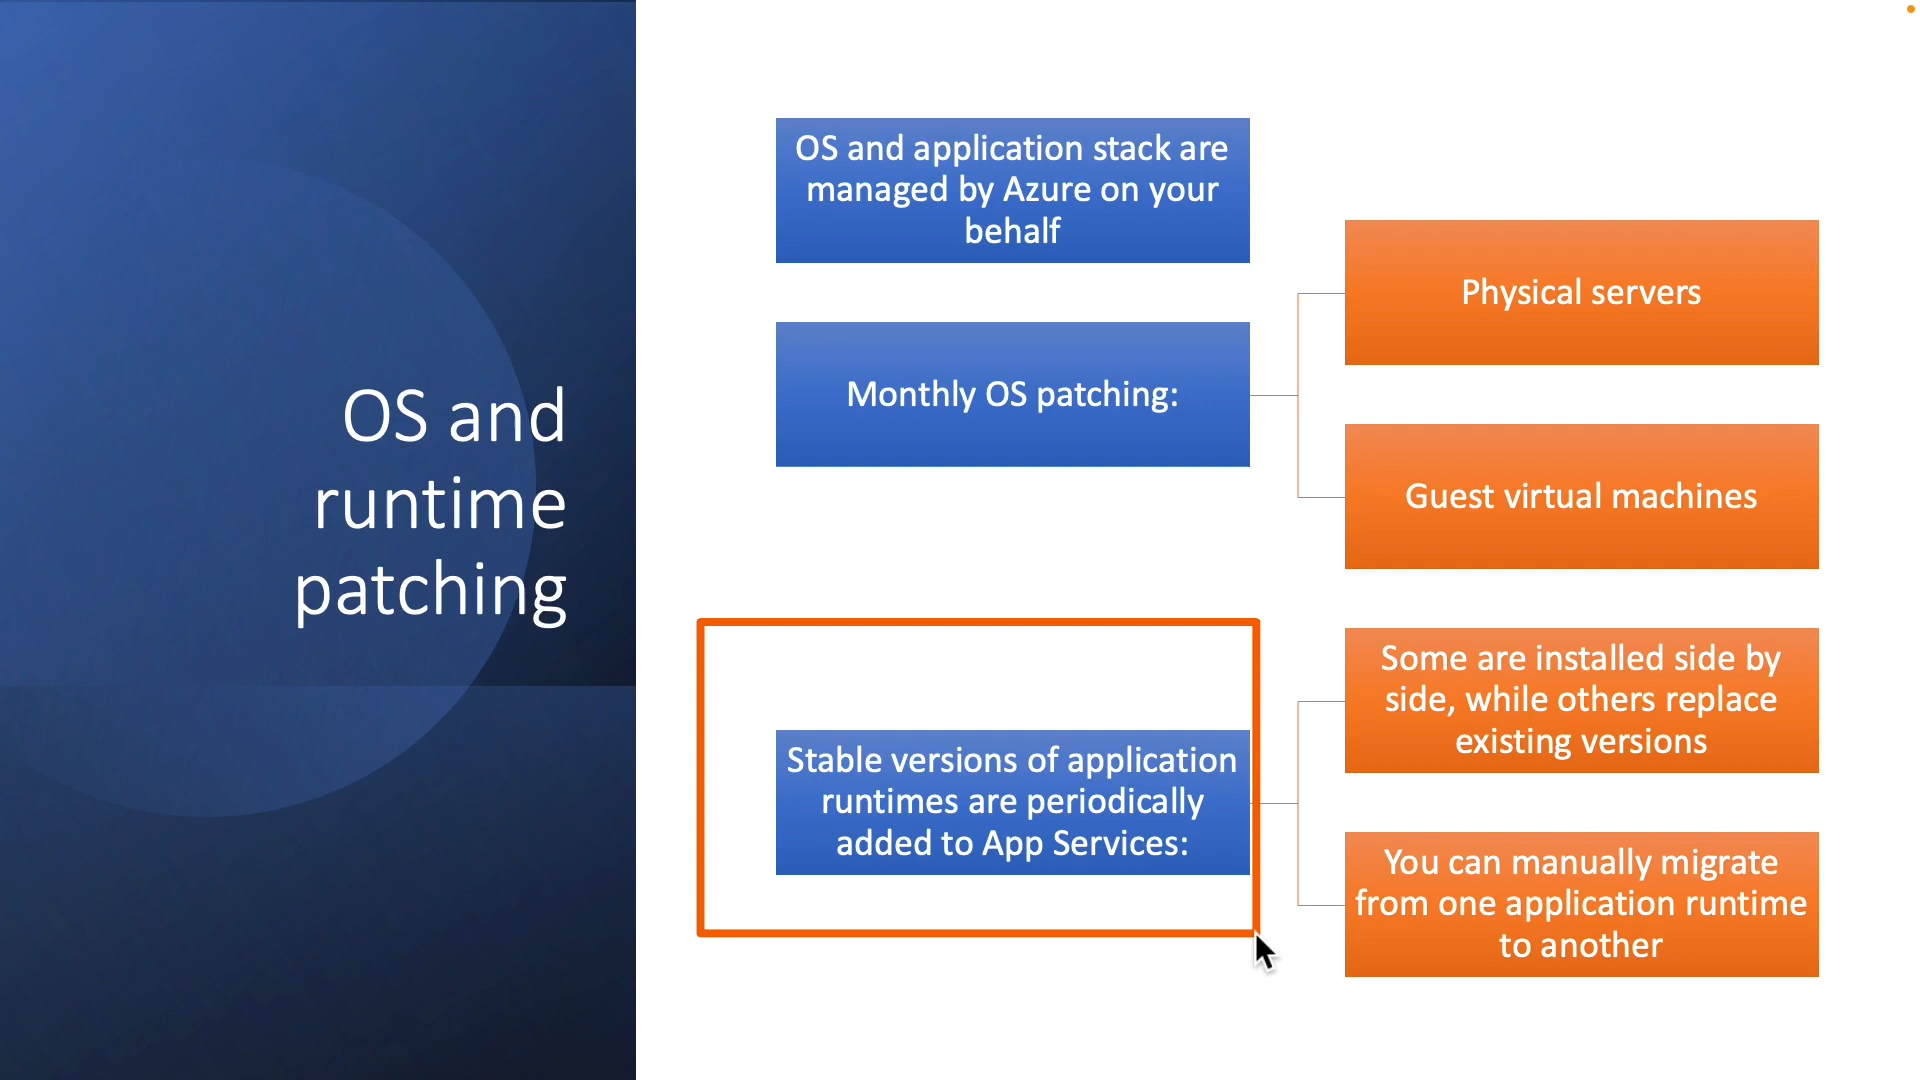 OS and
runtime
patching
OS and application stack are
managed by Azure on your
behalf
Monthly OS patching:
Physical servers
Guest virtual machines
Stable versions of application
runtimes are periodically
added to App Services:
Some are installed side by
side, while others replace
existing versions
You can manually migrate
from one application runtime
to another